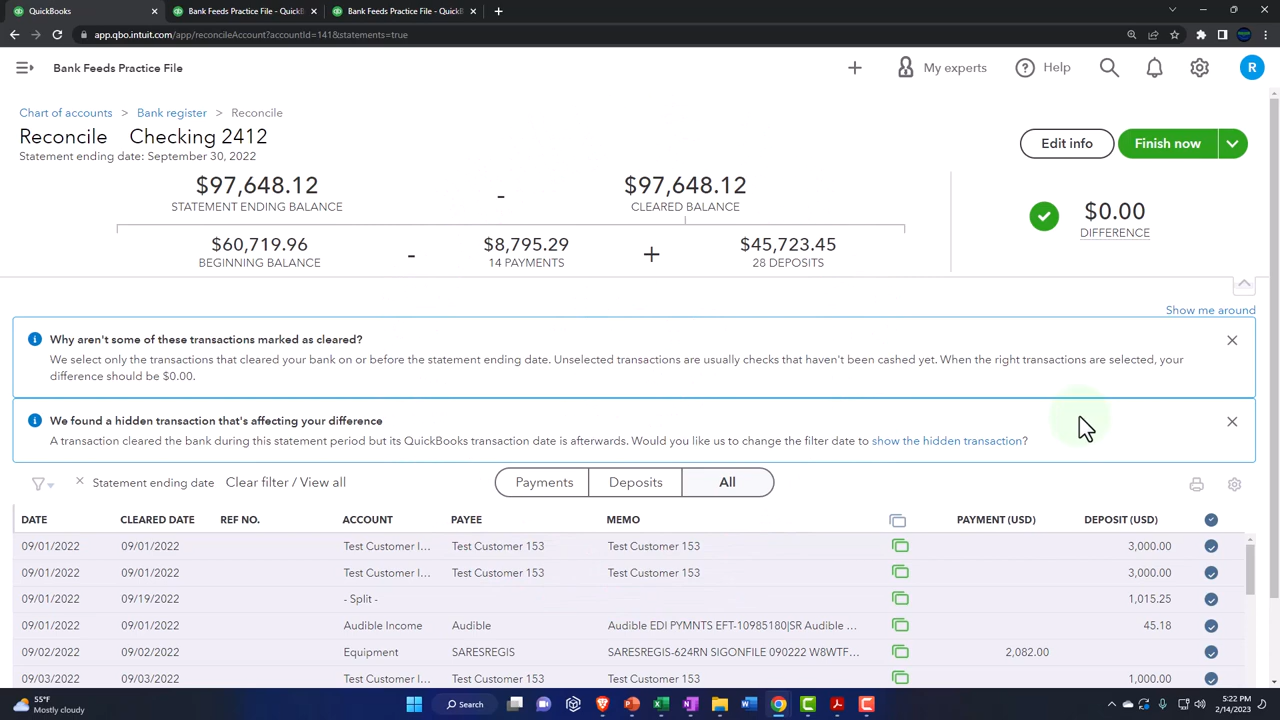 QuickBooks
Bank Feeds Practice File - QuickB
Bank Feeds Practice File - QuickB
app.qbo.intuit.com/app/reconcileAccount?accountId=141&statements=true
Bank Feeds Practice File
My experts
Help
R
Chart of accounts > Bank register > Reconcile
Reconcile Checking 2412
Statement ending date: September 30, 2022
Edit info
Finish now
$97,648.12 - $97,648.12
STATEMENT ENDING BALANCE CLEARED BALANCE
$0.00
DIFFERENCE
$60,719.96 - $8,795.29 + $45,723.45
BEGINNING BALANCE 14 PAYMENTS 28 DEPOSITS
Show me around
Why aren't some of these transactions marked as cleared?
We select only the transactions that cleared your bank on or before the statement ending date. Unselected transactions are usually checks that haven't been cashed yet. When the right transactions are selected, your
difference should be $0.00.
We found a hidden transaction that's affecting your difference
A transaction cleared the bank during this statement period but its QuickBooks transaction date is afterwards. Would you like us to change the filter date to show the hidden transaction?
Statement ending date Clear filter / View all Payments Deposits All
DATE CLEARED DATE REF NO. ACCOUNT PAYEE MEMO PAYMENT (USD) DEPOSIT (USD)
09/01/2022 09/01/2022 Test Customer I... Test Customer 153 Test Customer 153 3,000.00
09/01/2022 09/01/2022 Test Customer I... Test Customer 153 Test Customer 153 3,000.00
09/01/2022 09/19/2022 - Split - 1,015.25
09/01/2022 09/01/2022 Audible Income Audible Audible EDI PYMNTS EFT-10985180|SR Audible ... 45.18
09/02/2022 09/02/2022 Equipment SARESREGIS SARESREGIS-624RN SIGONFILE 090222 W8WTF... 2,082.00
09/03/2022 09/03/2022 Test Customer I... Test Customer 153 Test Customer 153 1,000.00
55°F
Mostly cloudy
Search
5:22 PM
2/14/2023